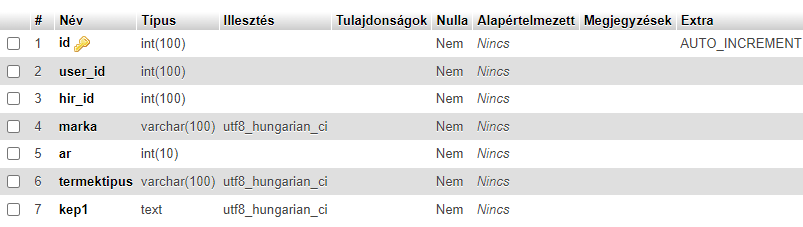 # Név Típus Illesztés Tulajdonságok Nulla Alapértelmezett Megjegyzések Extra
1 id int(100) Nem Nincs AUTO_INCREMENT
2 user_id int(100) Nem Nincs
3 hir_id int(100) Nem Nincs
4 marka varchar(100) utf8_hungarian_ci Nem Nincs
5 ar int(10) Nem Nincs
6 termektipus varchar(100) utf8_hungarian_ci Nem Nincs
7 kep1 text utf8_hungarian_ci Nem Nincs